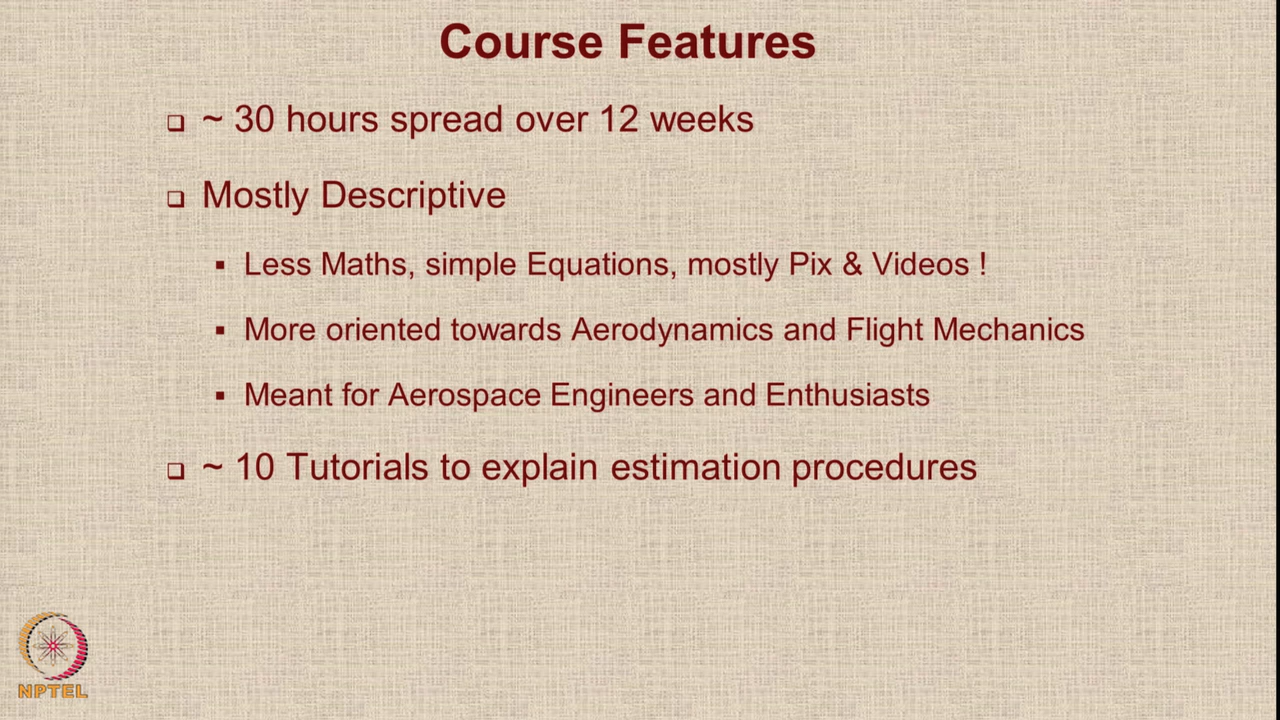 Course Features
~ 30 hours spread over 12 weeks
Mostly Descriptive
Less Maths, simple Equations, mostly Pix & Videos !
More oriented towards Aerodynamics and Flight Mechanics
Meant for Aerospace Engineers and Enthusiasts
~ 10 Tutorials to explain estimation procedures
NPTEL